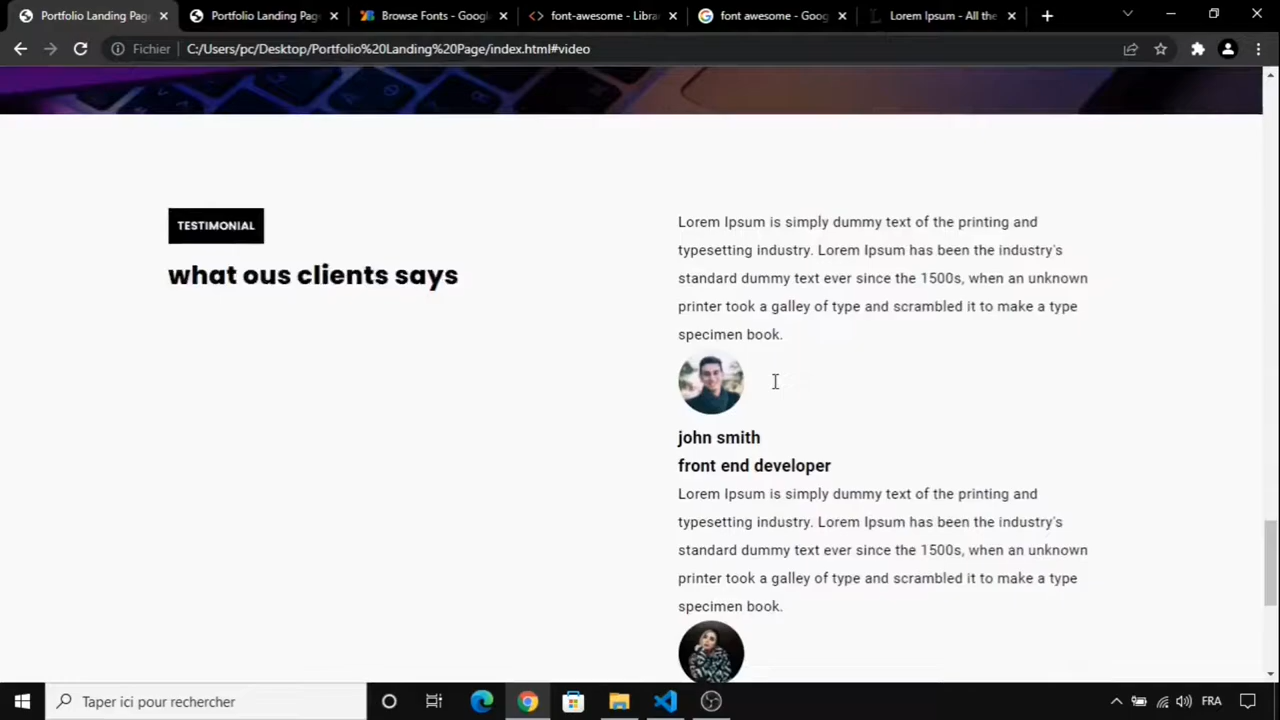 Portfolio Landing Pag
Portfolio Landing Pag
Browse Fonts - Googl
font-awesome - Librar
font awesome - Goog
Lorem Ipsum - All the
Fichier
C:/Users/pc/Desktop/Portfolio%20Landing%20Page/index.html#video
TESTIMONIAL
what ous clients says
Lorem Ipsum is simply dummy text of the printing and
typesetting industry. Lorem Ipsum has been the industry's
standard dummy text ever since the 1500s, when an unknown
printer took a galley of type and scrambled it to make a type
specimen book.
john smith
front end developer
Lorem Ipsum is simply dummy text of the printing and
typesetting industry. Lorem Ipsum has been the industry's
standard dummy text ever since the 1500s, when an unknown
printer took a galley of type and scrambled it to make a type
specimen book.
Taper ici pour rechercher
FRA